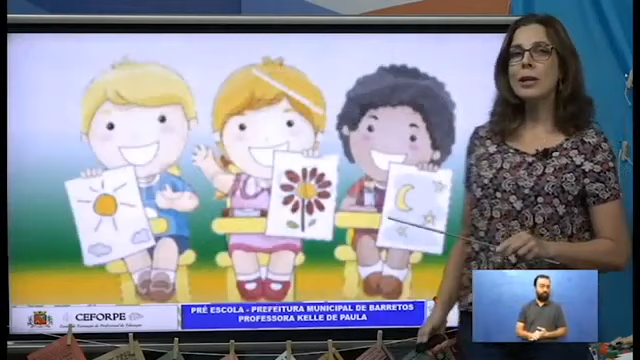 CEFORPE
PRÉ ESCOLA - PREFEITURA MUNICIPAL DE BARRETOS
PROFESSORA KELLE DE PAULA